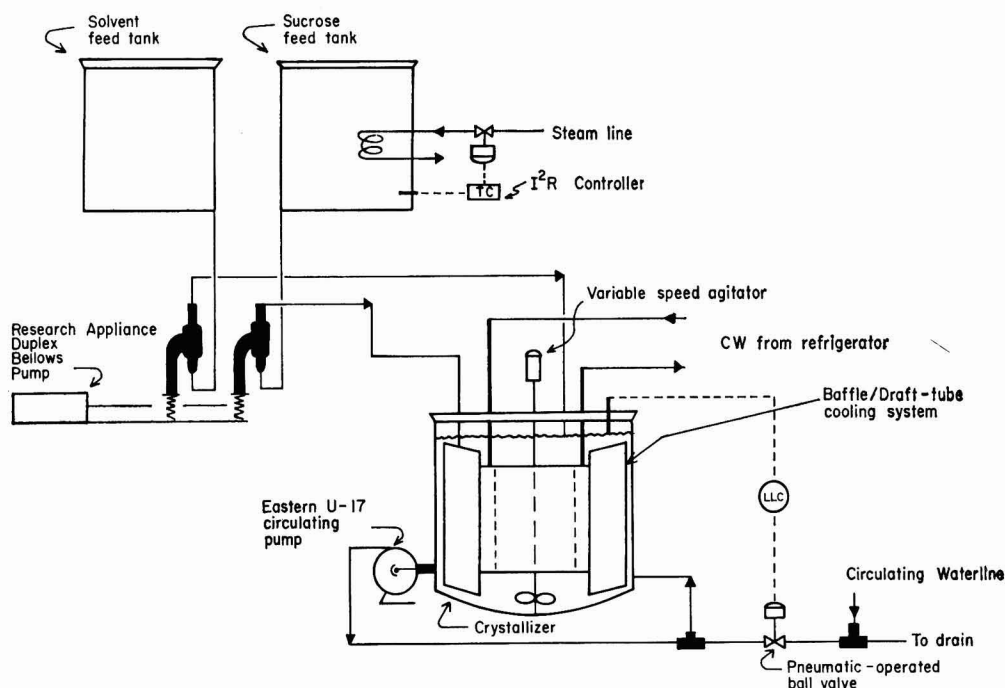 Solvent
feed tank
Sucrose
feed tank
Steam line
TC
I²R Controller
Research Appliance
Duplex
Bellows
Pump
Variable speed agitator
CW from refrigerator
Baffle/Draft-tube
cooling system
LLC
Eastern U-17
circulating
pump
Circulating Waterline
Crystallizer
To drain
Pneumatic-operated
ball valve